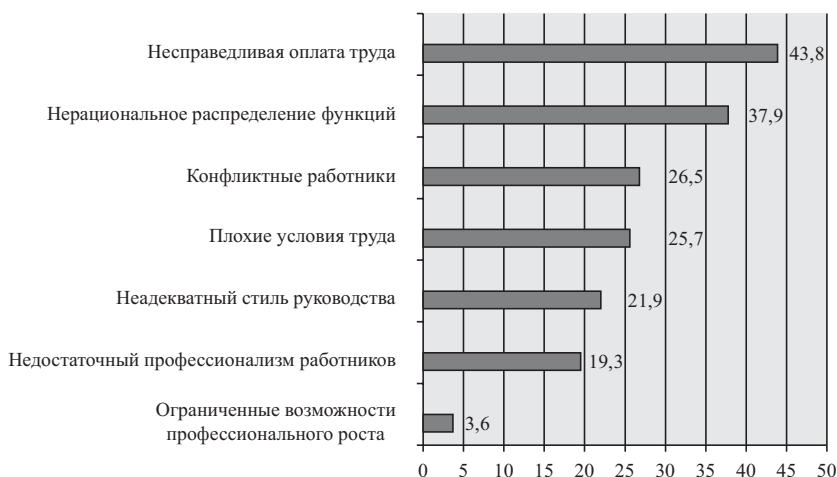 Несправедливая оплата труда
43,8
Нерациональное распределение функций
37,9
Конфликтные работники
26,5
Плохие условия труда
25,7
Неадекватный стиль руководства
21,9
Недостаточный профессионализм работников
19,3
Ограниченные возможности
профессионального роста
3,6
0 5 10 15 20 25 30 35 37 40 45 50